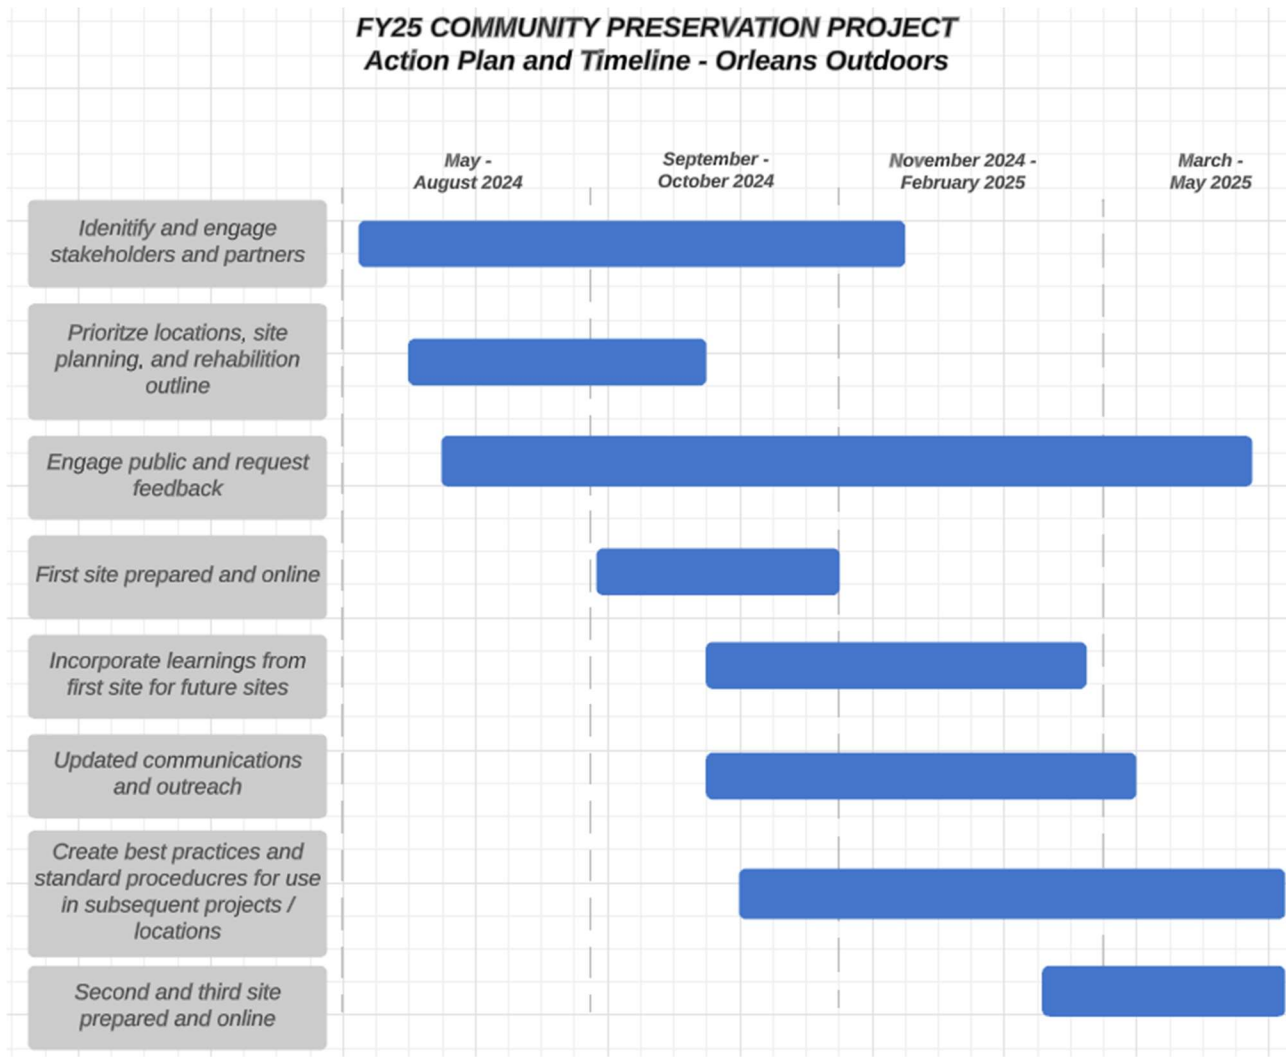 FY25 COMMUNITY PRESERVATION PROJECT
Action Plan and Timeline - Orleans Outdoors
May -
August 2024
September -
October 2024
November 2024 -
February 2025
March -
May 2025
Idenitify and engage
stakeholders and partners
Prioritze locations, site
planning, and rehabilition
outline
Engage public and request
feedback
First site prepared and online
Incorporate learnings from
first site for future sites
Updated communications
and outreach
Create best practices and
standard proceducres for use
in subsequent projects /
locations
Second and third site
prepared and online